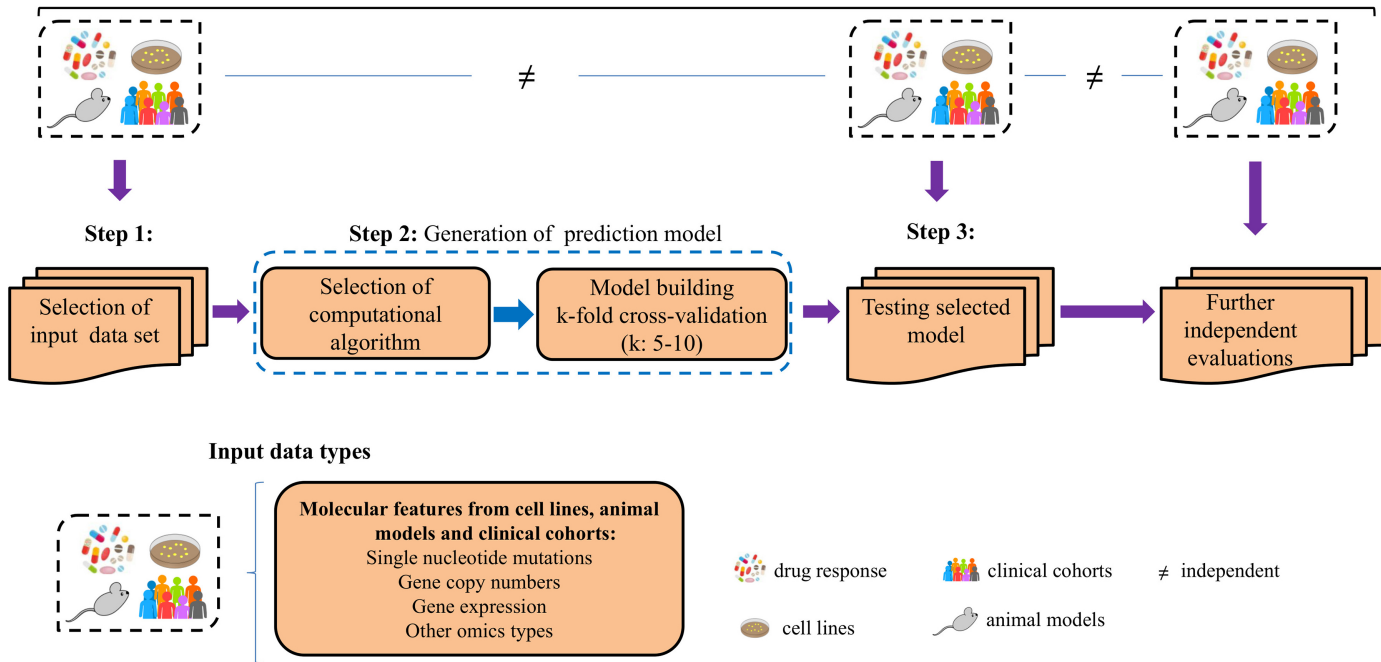 ≠
≠
Step 1:
Step 2: Generation of prediction model
Step 3:
Selection of
input data set
Selection of
computational
algorithm
Model building
k-fold cross-validation
(k: 5-10)
Testing selected
model
Further
independent
evaluations
Input data types
Molecular features from cell lines, animal
models and clinical cohorts:
Single nucleotide mutations
Gene copy numbers
Gene expression
Other omics types
drug response
clinical cohorts
≠ independent
cell lines
animal models